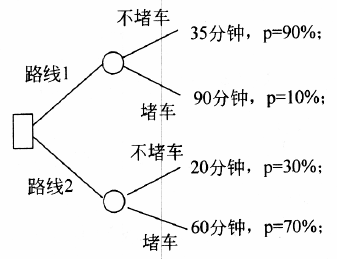 不堵车
35分钟，p=90%;
路线1
堵车
90分钟，p=10%;
不堵车
20分钟，p=30%;
路线2
堵车
60分钟，p=70%;